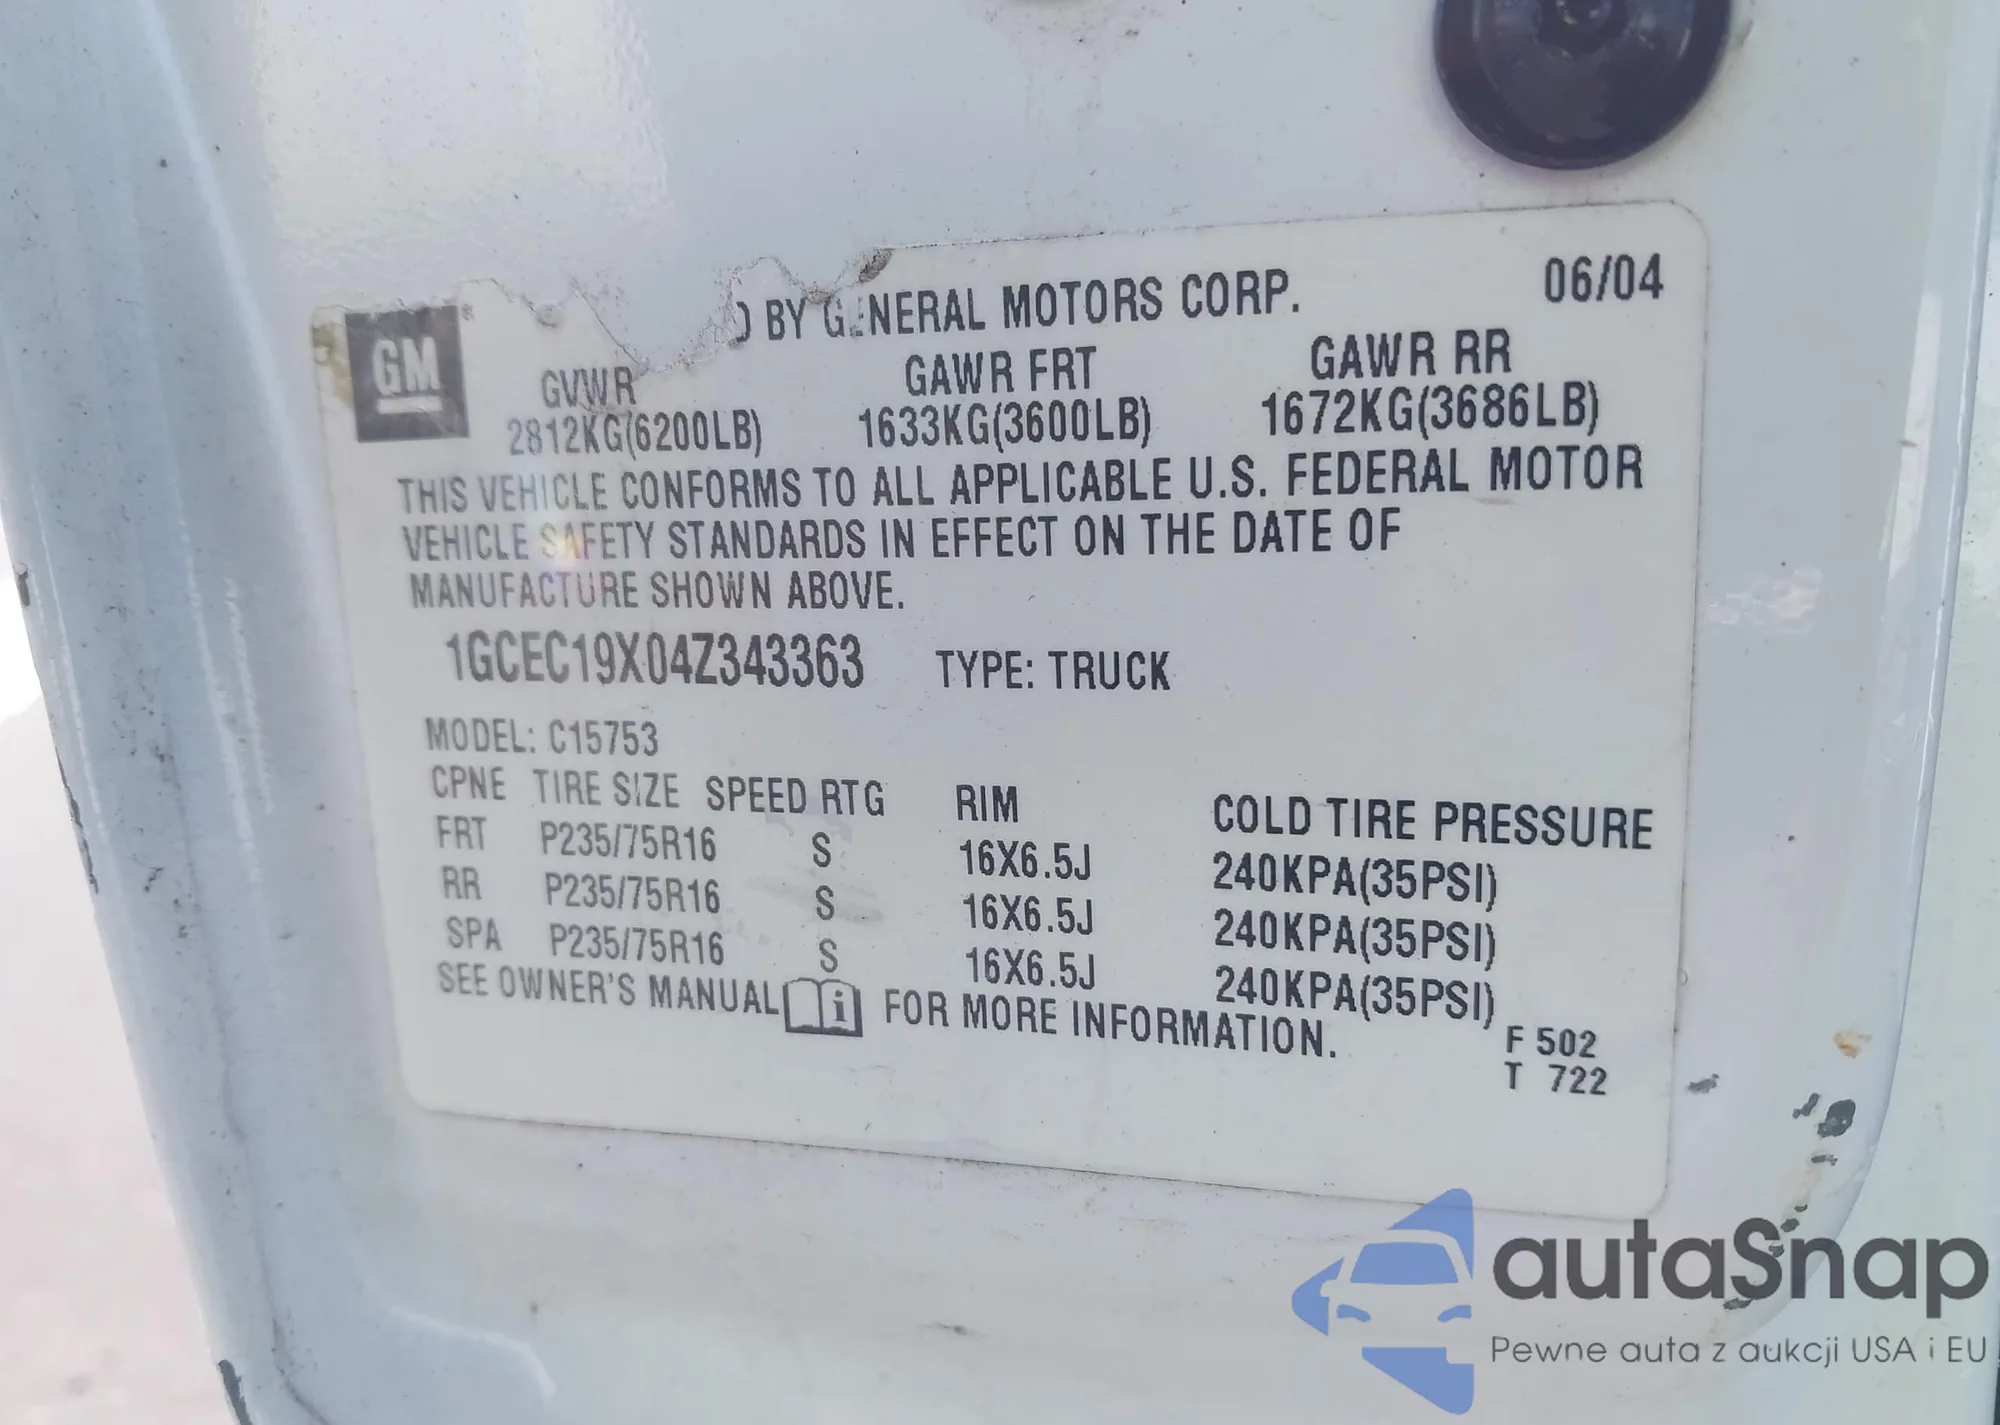 GM ®
D BY GENERAL MOTORS CORP. 06/04
GVWR GAWR FRT GAWR RR
2812KG(6200LB) 1633KG(3600LB) 1672KG(3686LB)
THIS VEHICLE CONFORMS TO ALL APPLICABLE U.S. FEDERAL MOTOR
VEHICLE SAFETY STANDARDS IN EFFECT ON THE DATE OF
MANUFACTURE SHOWN ABOVE.
1GCEC19X04Z343363 TYPE: TRUCK
MODEL: C15753
CPNE TIRE SIZE SPEED RTG RIM COLD TIRE PRESSURE
FRT P235/75R16 S 16X6.5J 240KPA(35PSI)
RR P235/75R16 S 16X6.5J 240KPA(35PSI)
SPA P235/75R16 S 16X6.5J 240KPA(35PSI)
SEE OWNER'S MANUAL i FOR MORE INFORMATION.
F 502
T 722
autaSnap
Pewne auta z aukcji USA i EU